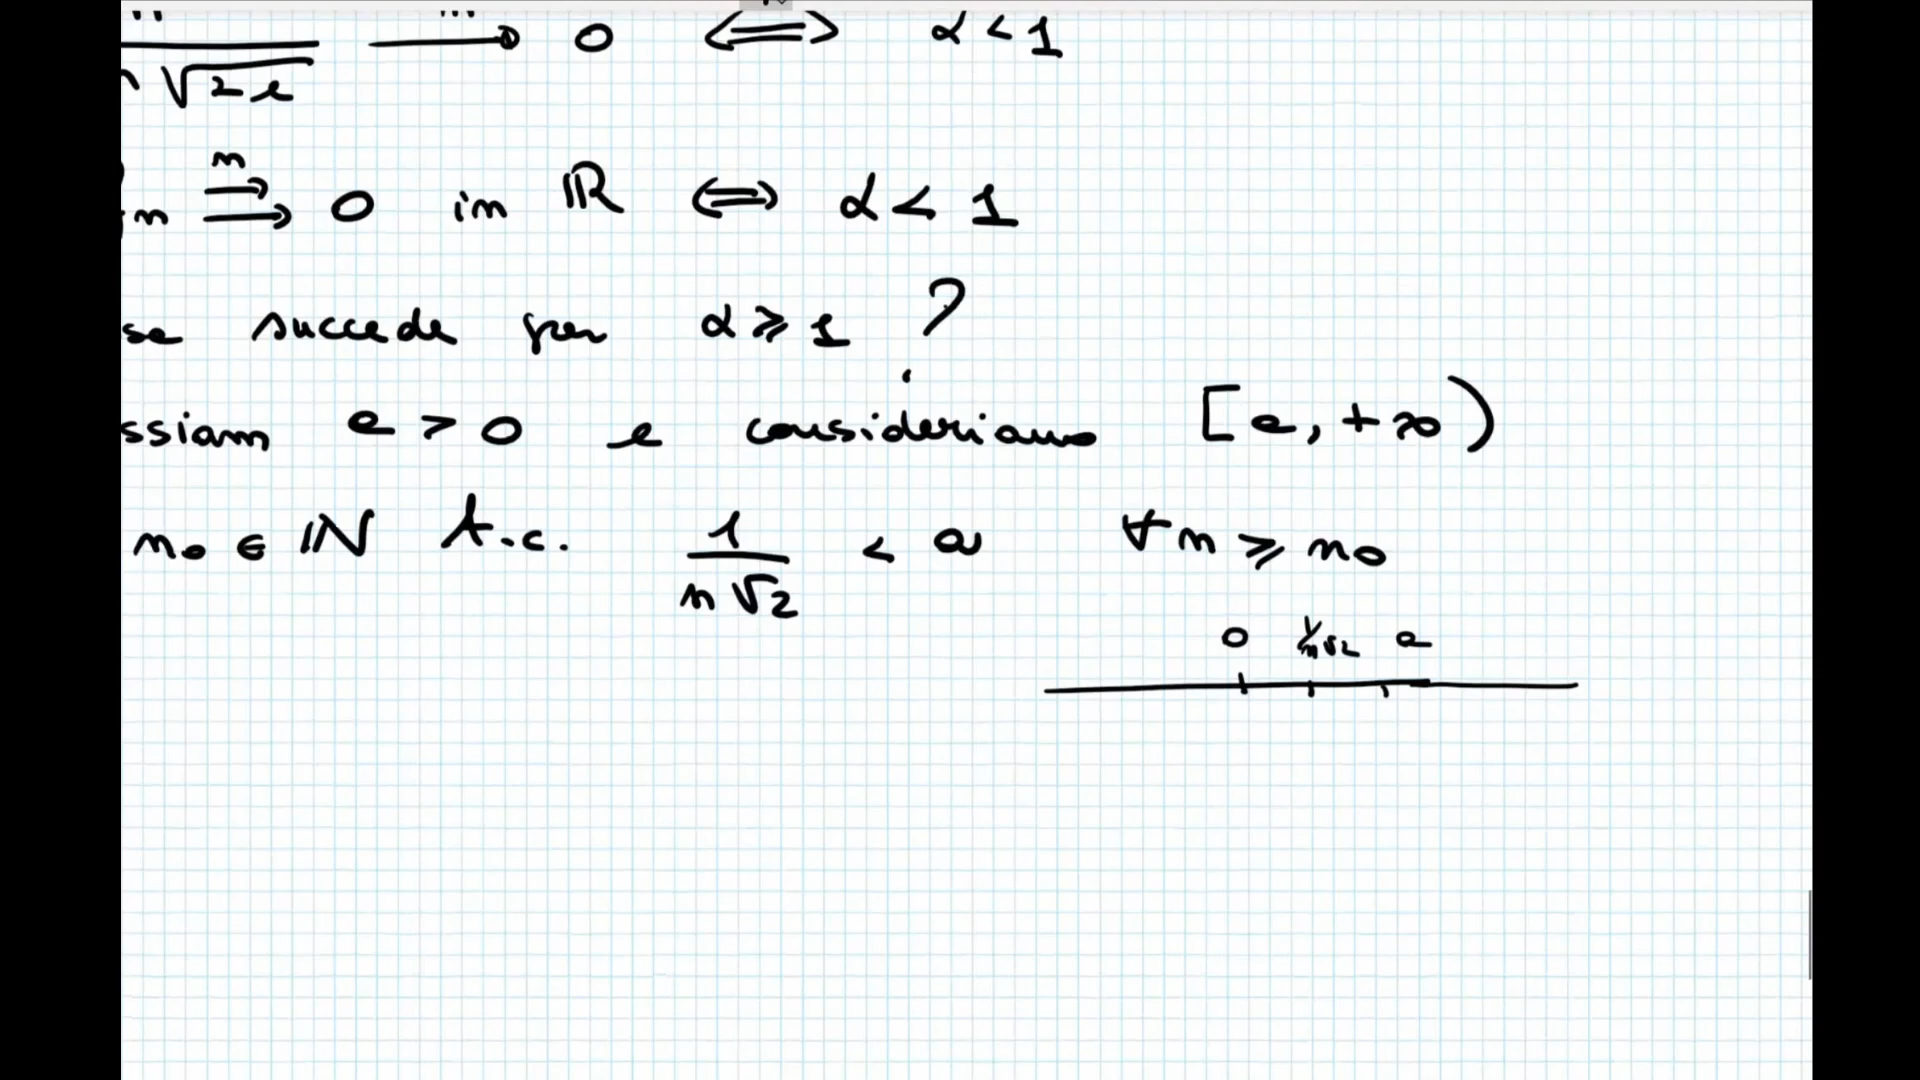 n√(2e) → 0 ⟺ α < 1
n ⇉ 0 in ℝ ⟺ α < 1
se succede per α ⩾ 1 ?
ssiam a > 0 e consideriamo [a, +∞)
n₀ ∈ ℕ t.c. 1/(n√2) < a ∀ n ⩾ n₀
0 1/n√2 a